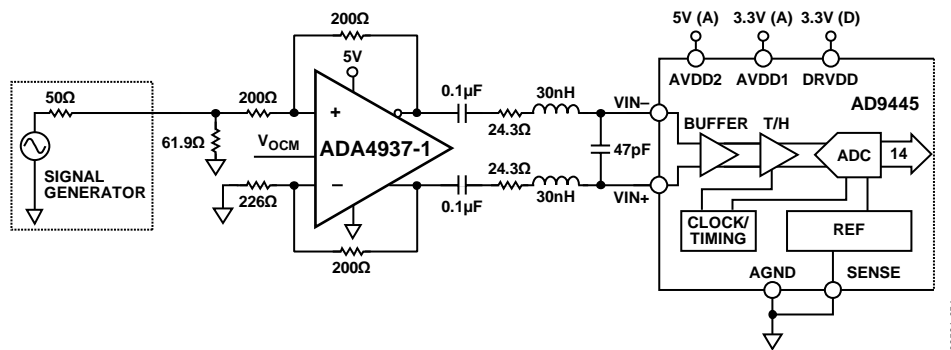 200Ω
5V
50Ω
SIGNAL
GENERATOR
61.9Ω
200Ω
VOCM
+
ADA4937-1
–
226Ω
200Ω
0.1µF
24.3Ω
30nH
0.1µF
24.3Ω
30nH
47pF
VIN–
VIN+
5V (A)
3.3V (A)
3.3V (D)
AVDD2
AVDD1
DRVDD
AD9445
BUFFER
T/H
ADC
14
CLOCK/
TIMING
REF
AGND
SENSE